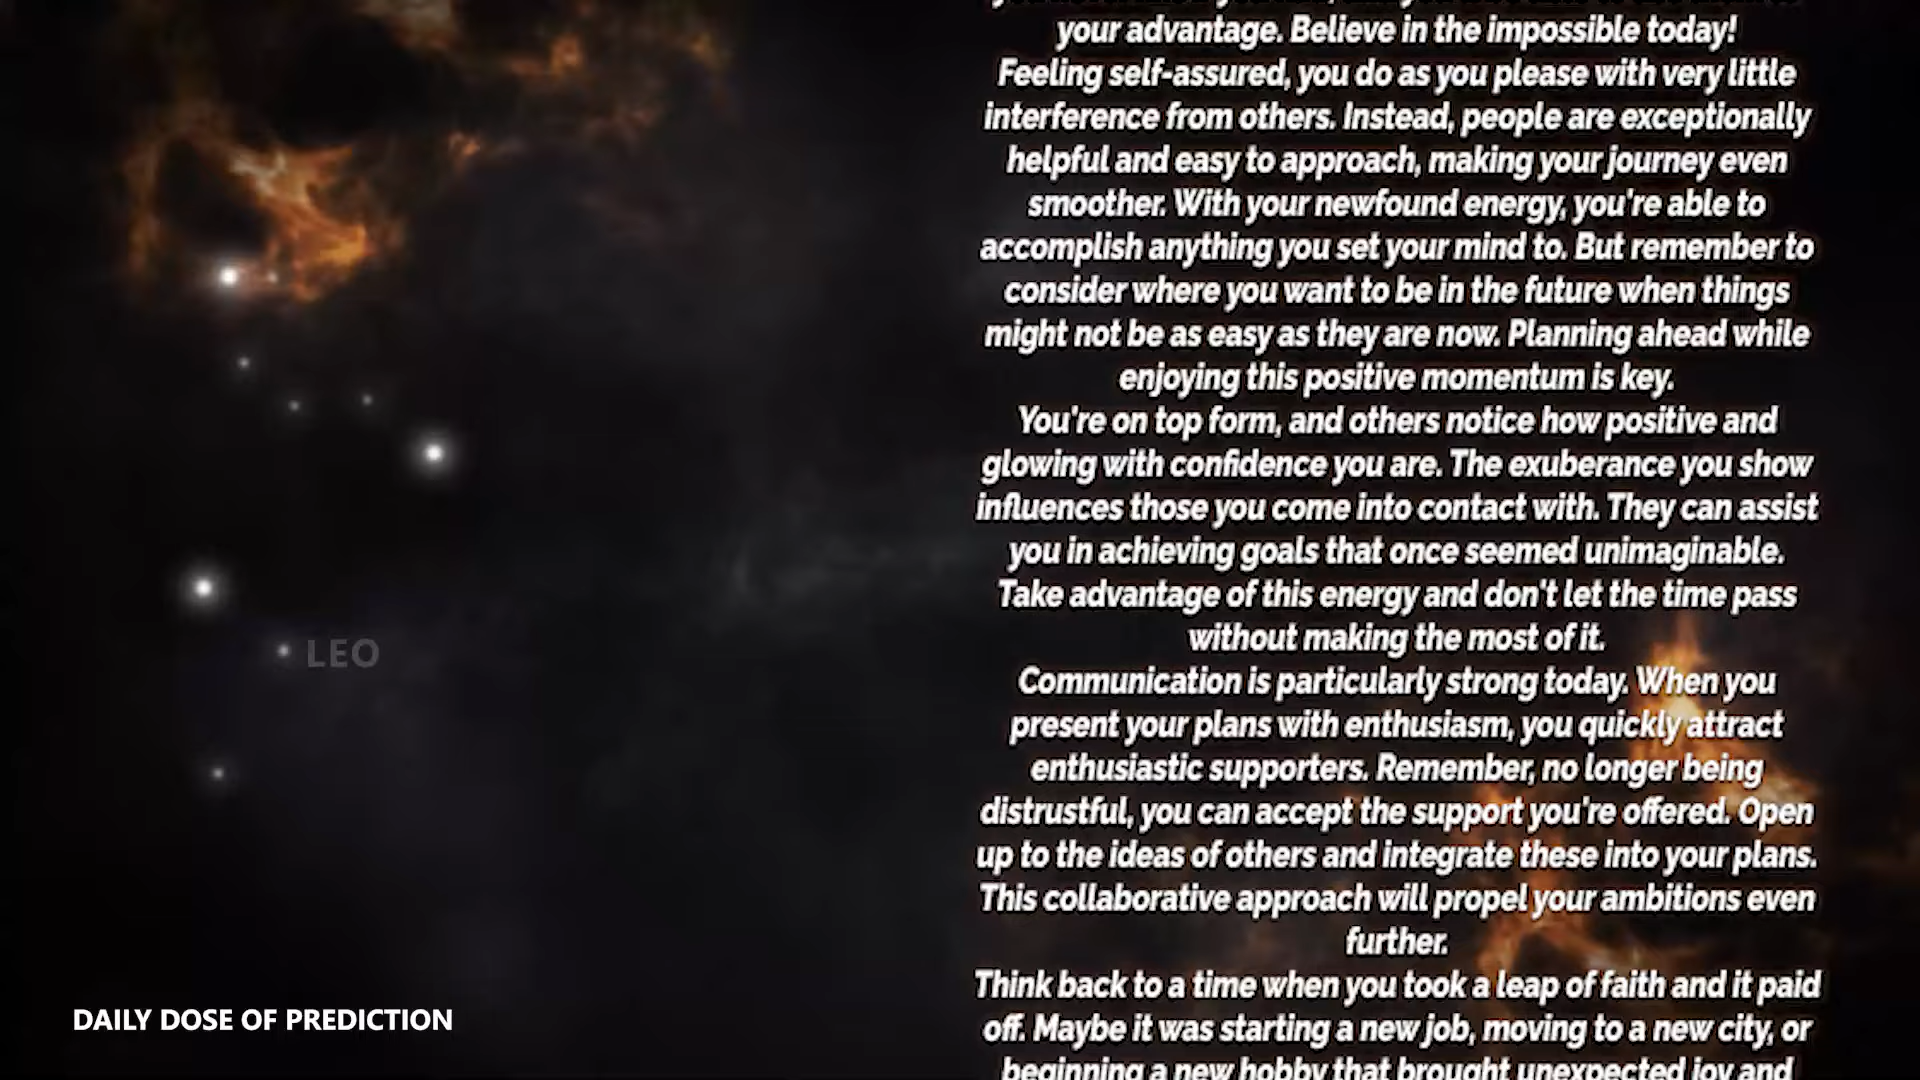 your advantage. Believe in the impossible today!
Feeling self-assured, you do as you please with very little
interference from others. Instead, people are exceptionally
helpful and easy to approach, making your journey even
smoother. With your newfound energy, you're able to
accomplish anything you set your mind to. But remember to
consider where you want to be in the future when things
might not be as easy as they are now. Planning ahead while
enjoying this positive momentum is key.
You're on top form, and others notice how positive and
glowing with confidence you are. The exuberance you show
influences those you come into contact with. They can assist
you in achieving goals that once seemed unimaginable.
Take advantage of this energy and don't let the time pass
without making the most of it.
Communication is particularly strong today. When you
present your plans with enthusiasm, you quickly attract
enthusiastic supporters. Remember, no longer being
distrustful, you can accept the support you're offered. Open
up to the ideas of others and integrate these into your plans.
This collaborative approach will propel your ambitions even
further.
Think back to a time when you took a leap of faith and it paid
off. Maybe it was starting a new job, moving to a new city, or
beginning a new hobby that brought unexpected joy and
LEO
DAILY DOSE OF PREDICTION